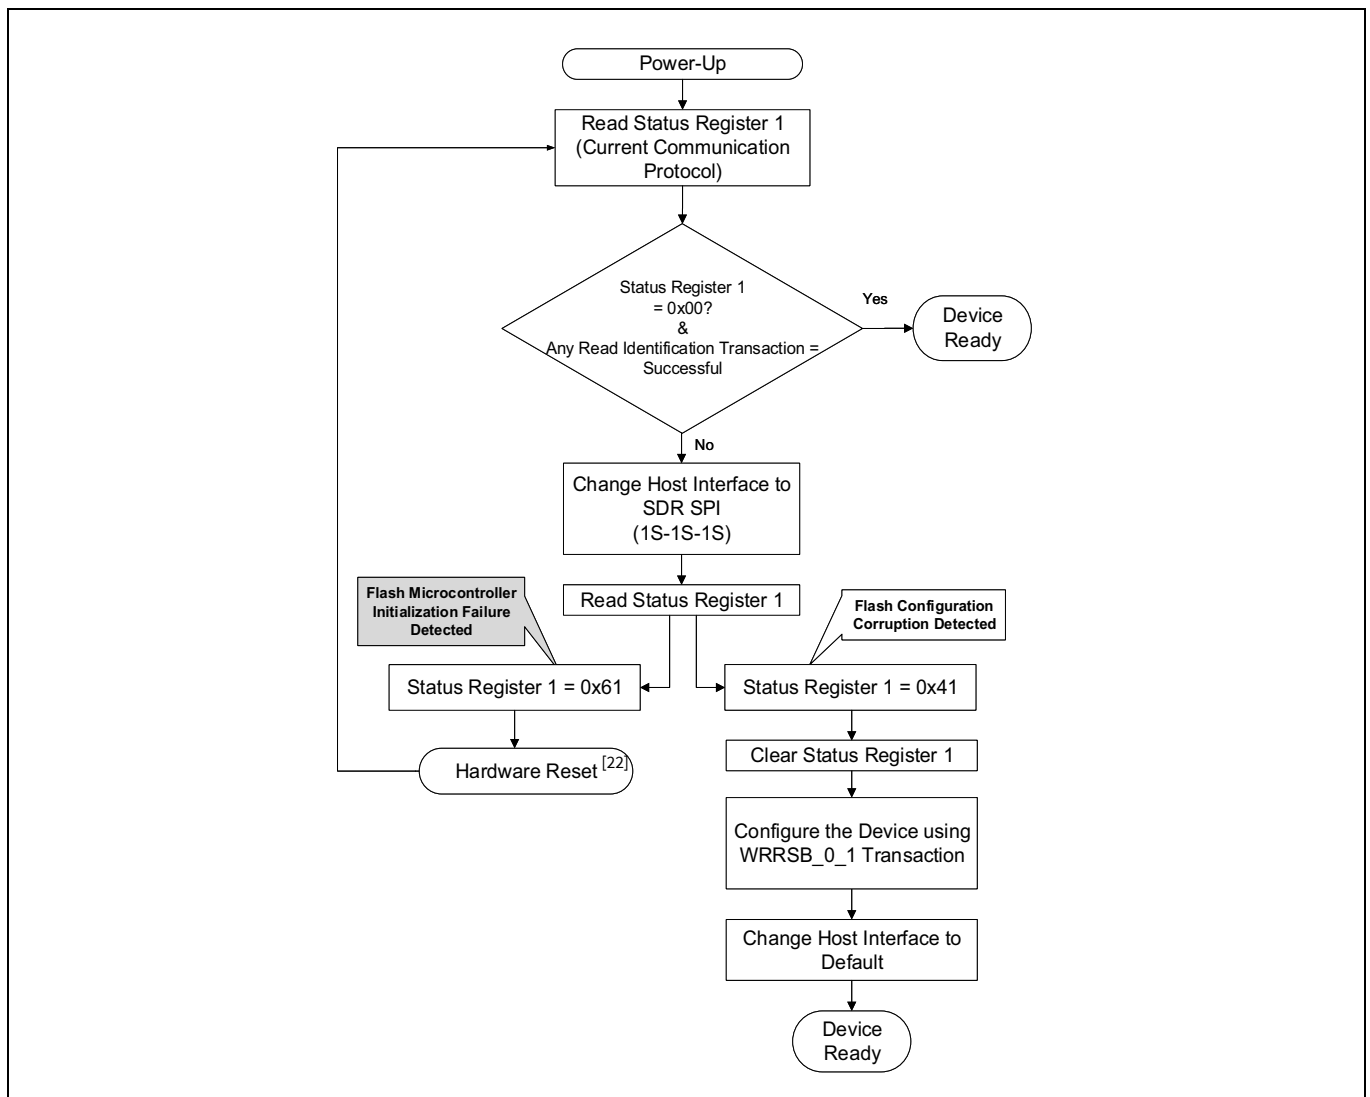 Power-Up
Read Status Register 1
(Current Communication
Protocol)
Status Register 1
= 0x00?
&
Any Read Identification Transaction =
Successful
Yes
Device
Ready
No
Change Host Interface to
SDR SPI
(1S-1S-1S)
Read Status Register 1
Flash Microcontroller
Initialization Failure
Detected
Flash Configuration
Corruption Detected
Status Register 1 = 0x61
Status Register 1 = 0x41
Hardware Reset [22]
Clear Status Register 1
Configure the Device using
WRRSB_0_1 Transaction
Change Host Interface to
Default
Device
Ready